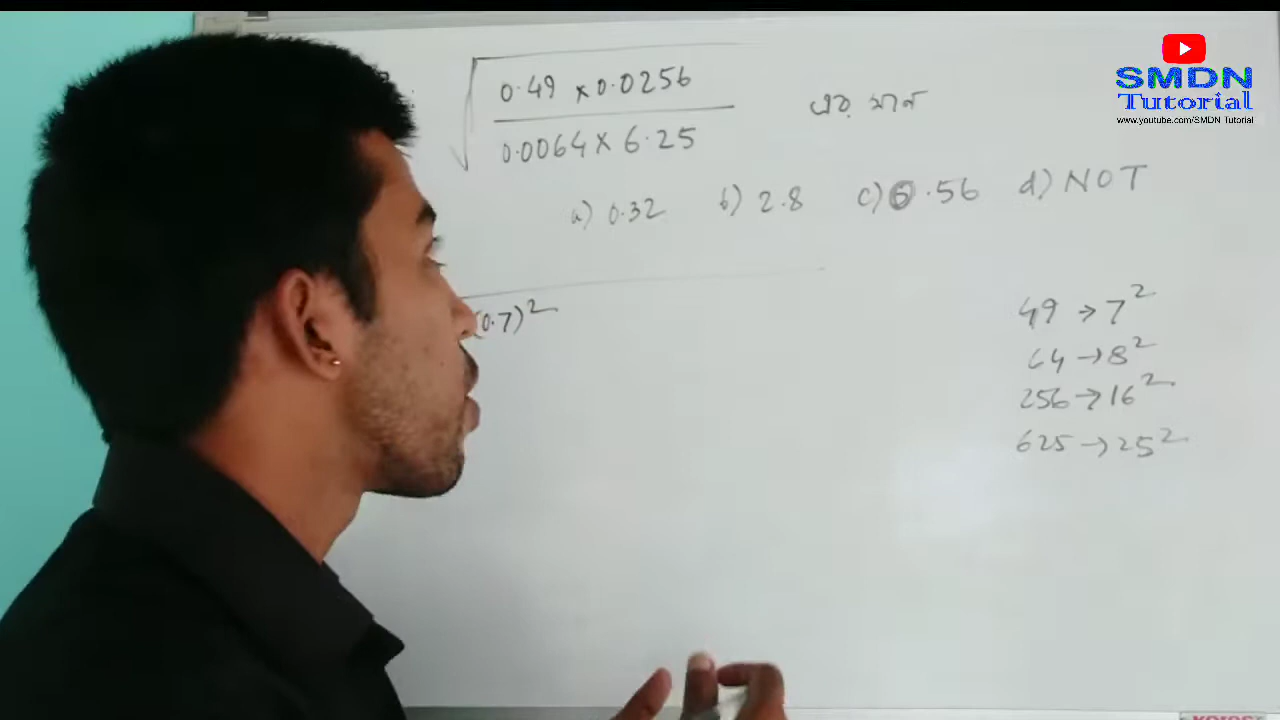 SMDN
Tutorial
www.youtube.com/SMDN Tutorial
√(0.49 × 0.0256 / 0.0064 × 6.25) এর মান
a) 0.32 b) 2.8 c) .56 d) NOT
(0.7)²
49 → 7²
64 → 8²
256 → 16²
625 → 25²